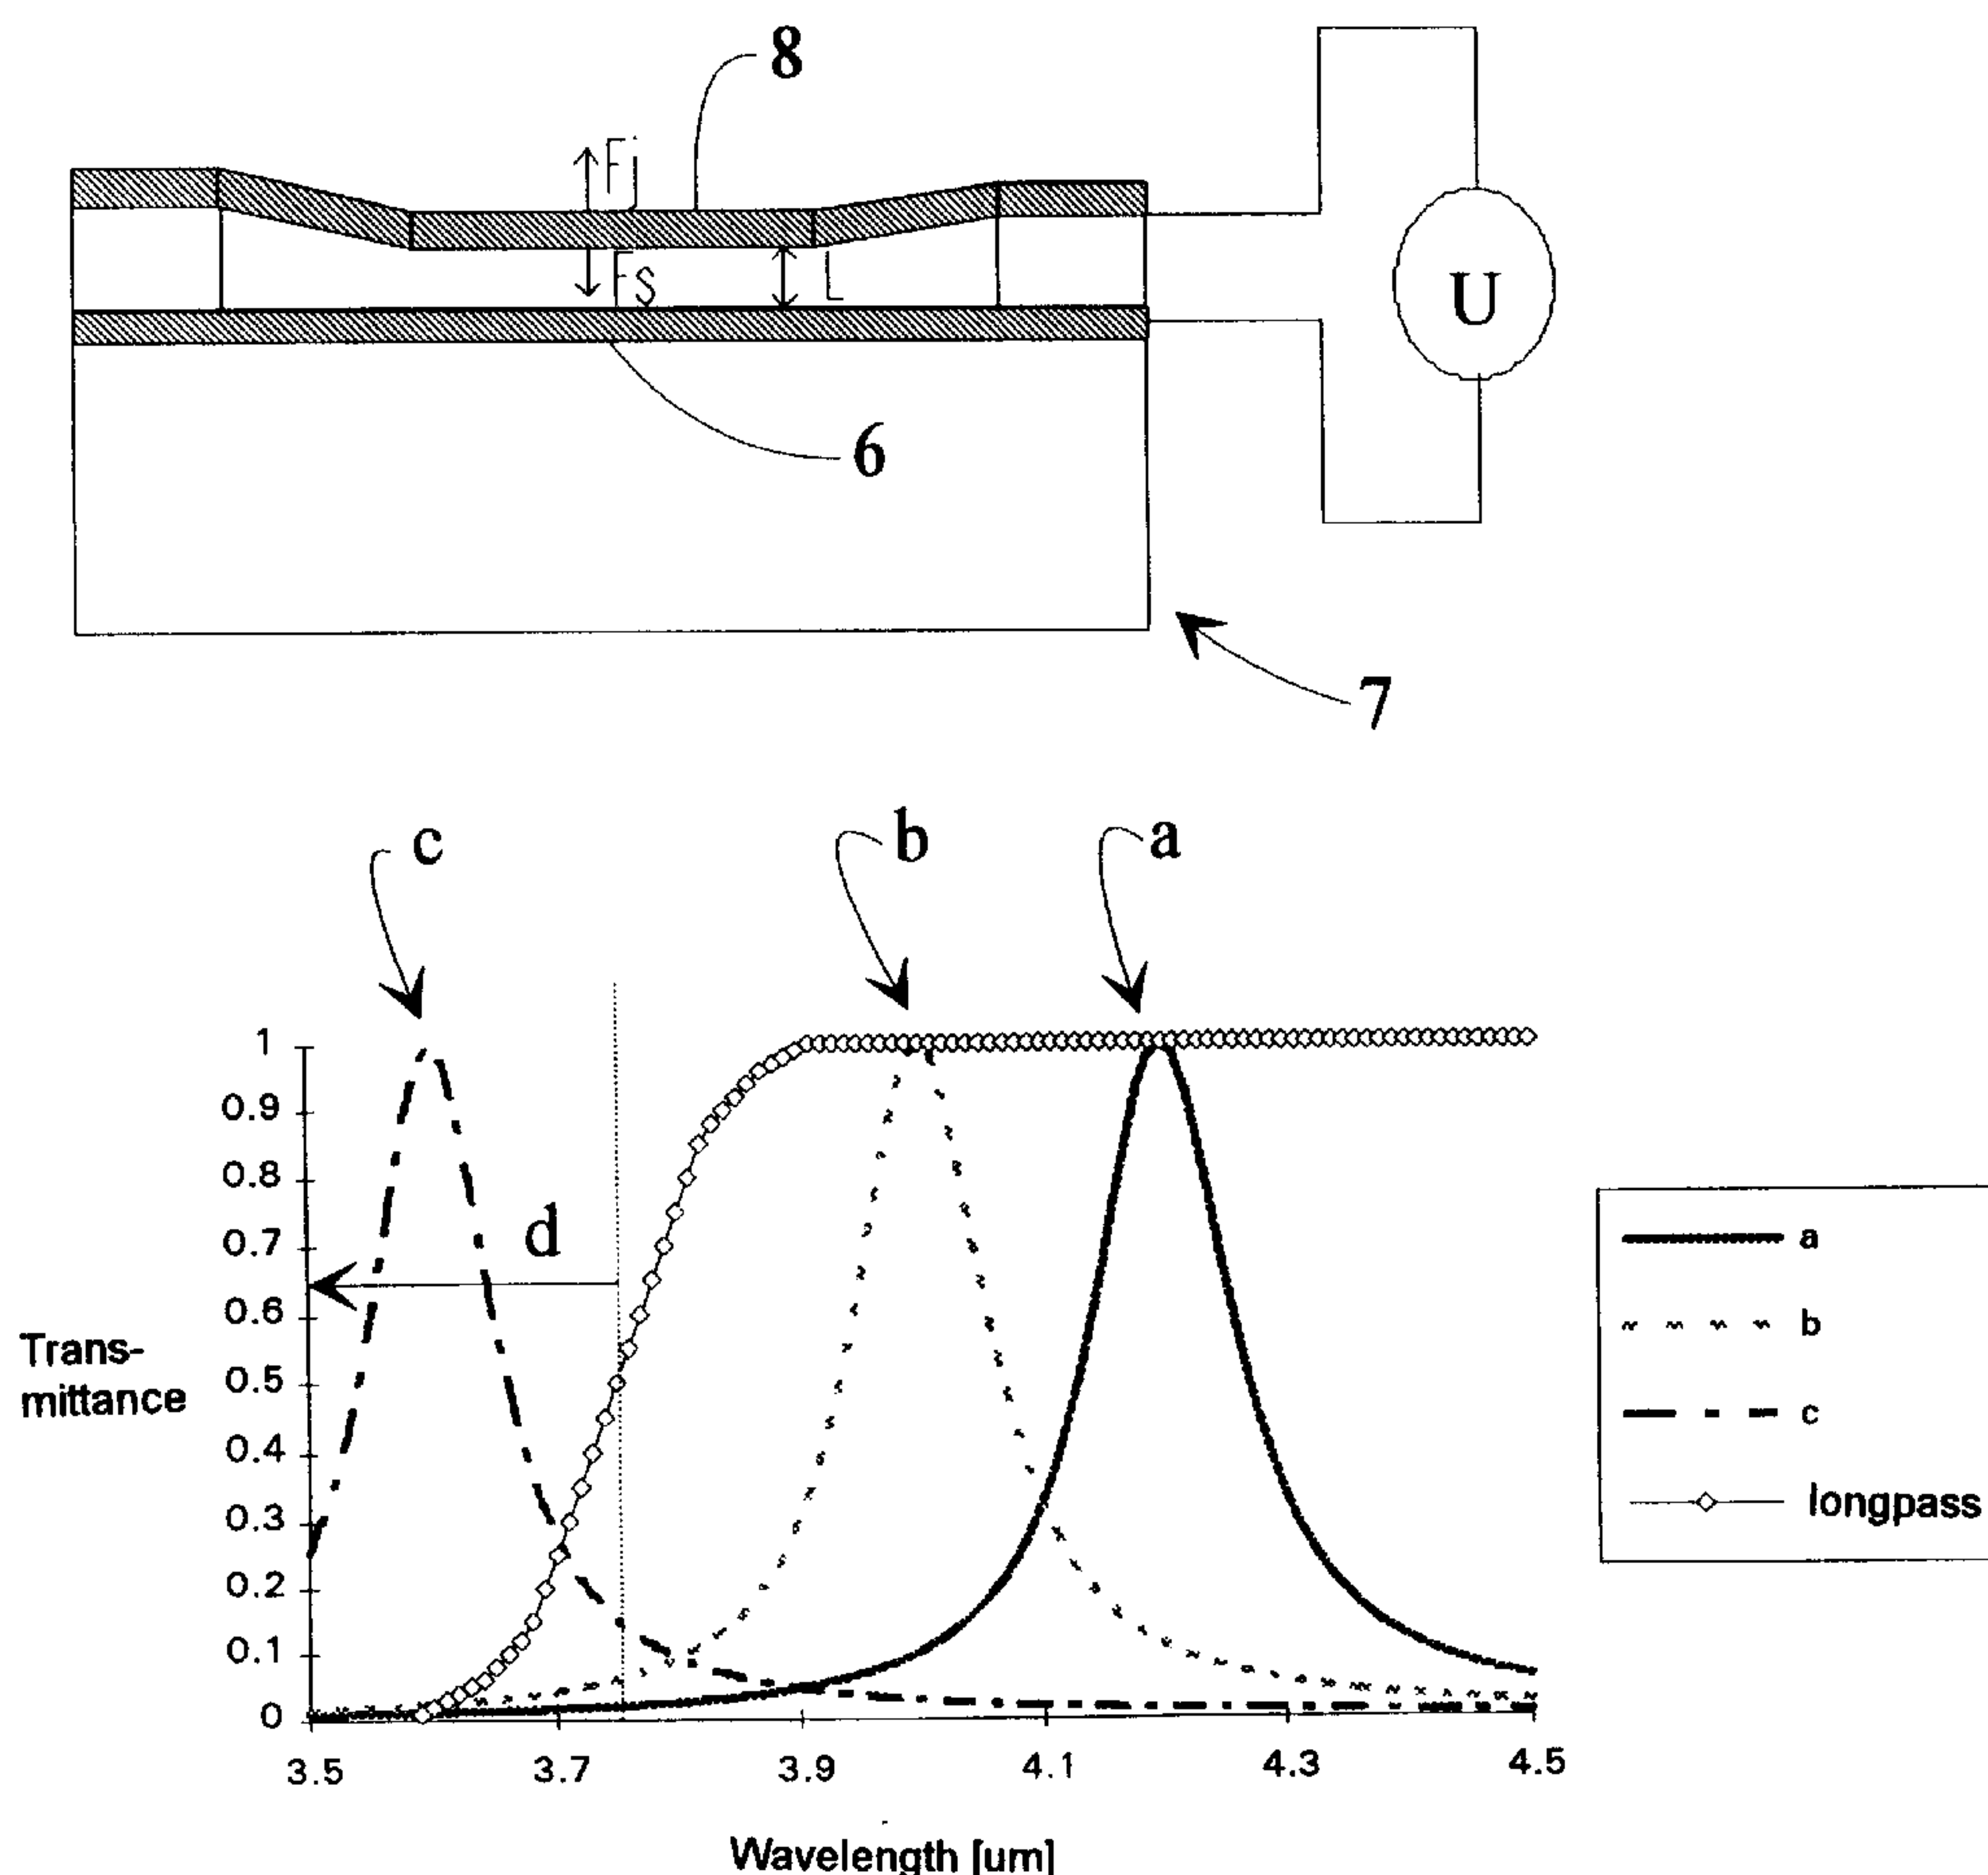 8
Fj
Fs
L
U
6
7
c
b
a
1
0.9
0.8
0.7
0.6
0.5
0.4
0.3
0.2
0.1
0
d
Trans-
mittance
3.5
3.7
3.9
4.1
4.3
4.5
Wavelength [um]
a
b
c
longpass